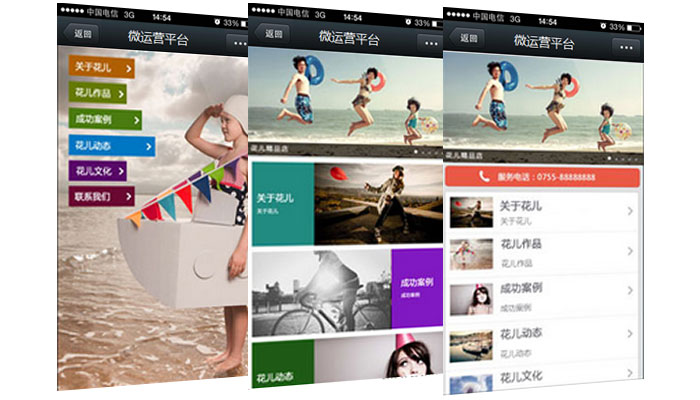 中国电信 3G 14:54 33%
返回 微运营平台
关于花儿
花儿作品
成功案例
花儿动态
花儿文化
联系我们
中国电信 3G 14:54 33%
返回 微运营平台
花儿精品店
关于花儿
关于花儿
成功案例
成功案例
花儿动态
中国电信 3G 14:54 33%
返回 微运营平台
花儿精品店
服务电话:0755-88888888
关于花儿
关于花儿
花儿作品
花儿作品
成功案例
成功案例
花儿动态
花儿动态
花儿文化